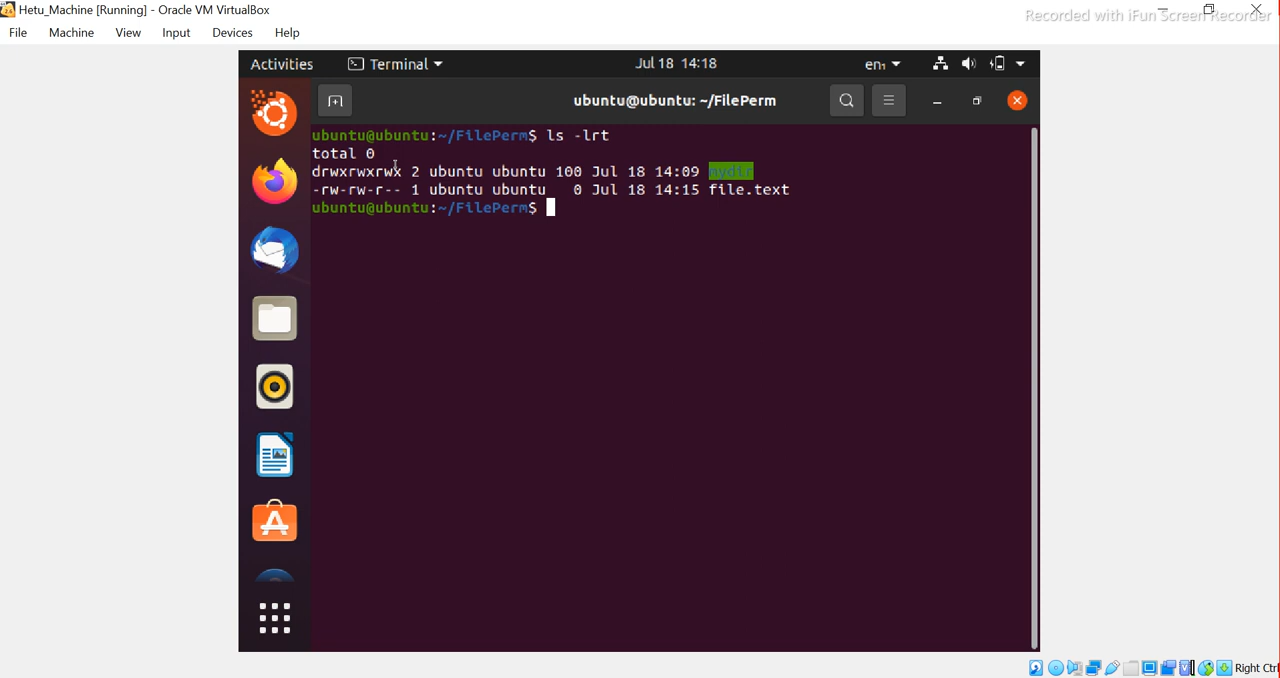 Hetu_Machine [Running] - Oracle VM VirtualBox
Recorded with iFun Screen Recorder
File Machine View Input Devices Help
Activities Terminal Jul 18 14:18 en₁
ubuntu@ubuntu: ~/FilePerm
ubuntu@ubuntu:~/FilePerm$ ls -lrt
total 0
drwxrwxrwx 2 ubuntu ubuntu 100 Jul 18 14:09 mydir
-rw-rw-r-- 1 ubuntu ubuntu 0 Jul 18 14:15 file.text
ubuntu@ubuntu:~/FilePerm$
Right Ctrl